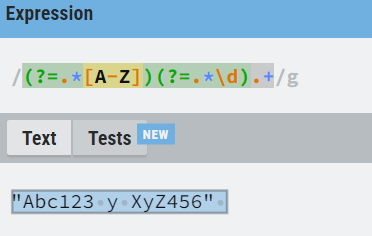 Expression
/(?=.*[A-Z])(?=.*\d).+/g
Text Tests NEW
"Abc123 y XyZ456"